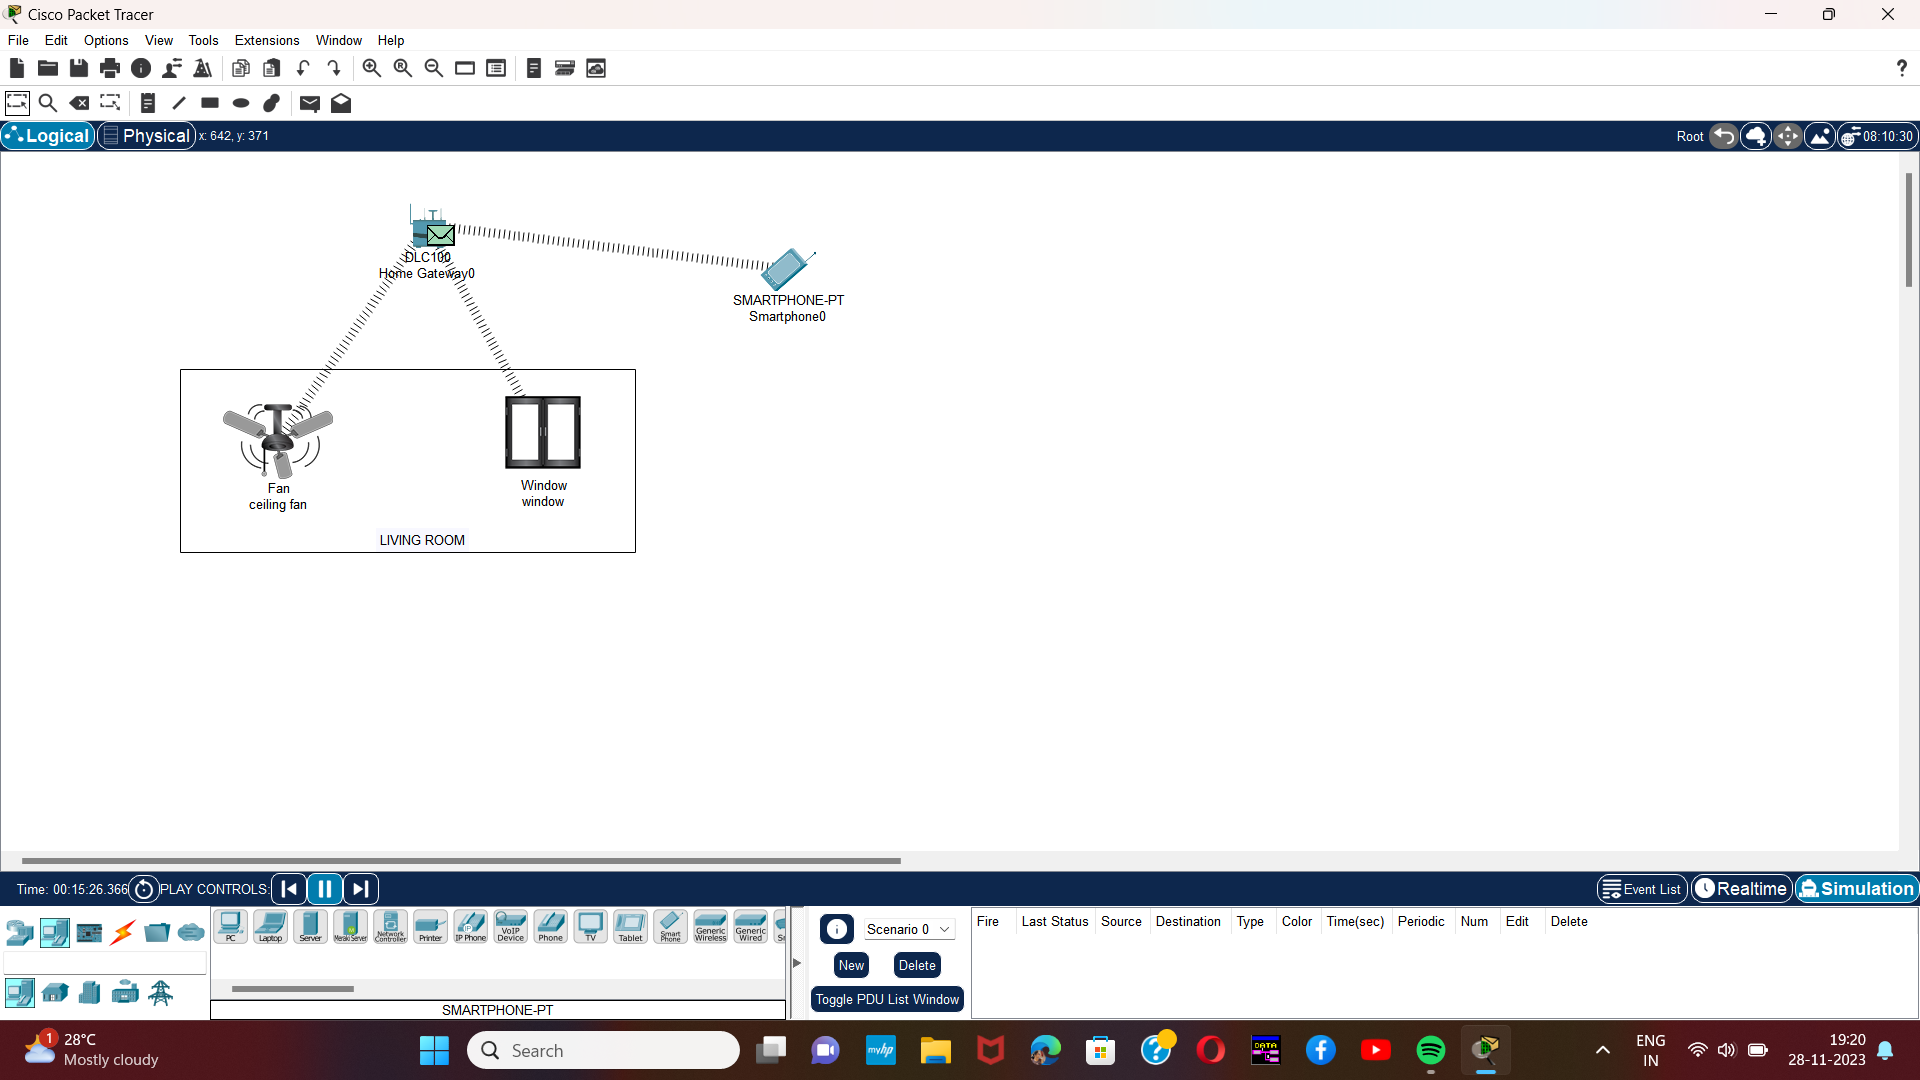 Cisco Packet Tracer
File Edit Options View Tools Extensions Window Help
Logical Physical x: 642, y: 371 Root 08:10:30
DLC100
Home Gateway0
SMARTPHONE-PT
Smartphone0
Fan
ceiling fan
Window
window
LIVING ROOM
Time: 00:15:26.366 PLAY CONTROLS: Event List Realtime Simulation
PC Laptop Server Meraki Server Network Controller Printer IP Phone VoIP Device Phone TV Tablet Smart Phone Generic Wireless Generic Wired
Scenario 0
New Delete
Toggle PDU List Window
Fire Last Status Source Destination Type Color Time(sec) Periodic Num Edit Delete
SMARTPHONE-PT
1
28°C
Mostly cloudy
Search
myhp
DATA
ENG
IN
19:20
28-11-2023